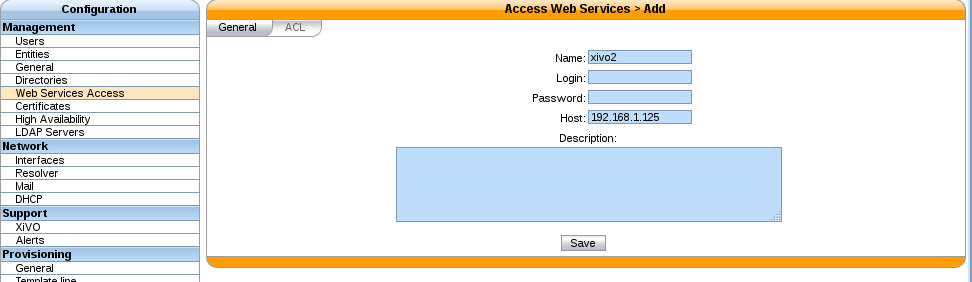 Configuration
Management
Users
Entities
General
Directories
Web Services Access
Certificates
High Availability
LDAP Servers
Network
Interfaces
Resolver
Mail
DHCP
Support
XiVO
Alerts
Provisioning
General
Template line
Access Web Services > Add
General ACL
Name: xivo2
Login:
Password:
Host: 192.168.1.125
Description:
Save